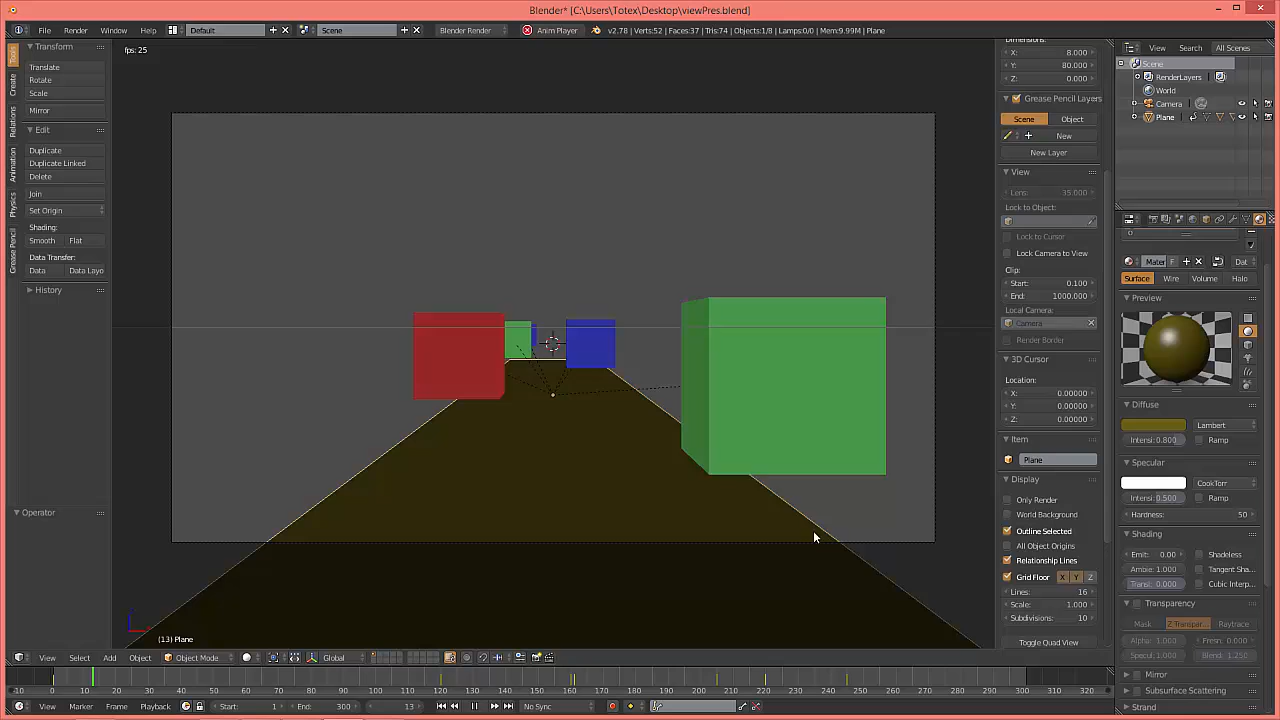 Blender* [C:\Users\Totex\Desktop\viewPres.blend]
File Render Window Help Default Scene Blender Render Anim Player v2.78 | Verts:52 | Faces:37 | Tris:74 | Objects:1/8 | Lamps:0/0 | Mem:9.99M | Plane
View Search All Scenes
fps: 25
Tools
Create
Relations
Animation
Physics
Grease Pencil
Transform
Translate
Rotate
Scale
Mirror
Edit
Duplicate
Duplicate Linked
Delete
Join
Set Origin
Shading:
Smooth Flat
Data Transfer:
Data Data Layo
History
Operator
(13) Plane
Dimensions
X: 8.000
Y: 80.000
Z: 0.000
Grease Pencil Layers
Scene Object
New
New Layer
View
Lens: 35.000
Lock to Object:
Lock to Cursor
Lock Camera to View
Clip:
Start: 0.100
End: 1000.000
Local Camera:
Camera
Render Border
3D Cursor
Location:
X: 0.00000
Y: 0.00000
Z: 0.00000
Item
Plane
Display
Only Render
World Background
Outline Selected
All Object Origins
Relationship Lines
Grid Floor X Y Z
Lines: 16
Scale: 1.000
Subdivisions: 10
Toggle Quad View
Scene
RenderLayers
World
Camera
Plane
Mater F Dat
Surface Wire Volume Halo
Preview
Diffuse
Lambert
Intensi:0.800 Ramp
Specular
CookTorr
Intensi:0.500 Ramp
Hardness: 50
Shading
Emit: 0.00 Shadeless
Ambie: 1.000 Tangent Sha...
Transl: 0.000 Cubic Interp...
Transparency
Mask Z Transpar... Raytrace
Alpha: 1.000 Fresn: 0.000
Specul: 1.000 Blend: 1.250
Mirror
Subsurface Scattering
Strand
View Select Add Object Object Mode Global
-10 0 10 20 30 40 50 60 70 80 90 100 110 120 130 140 150 160 170 180 190 200 210 220 230 240 250 260 270 280 290 300 310 320
View Marker Frame Playback Start: 1 End: 300 13 No Sync